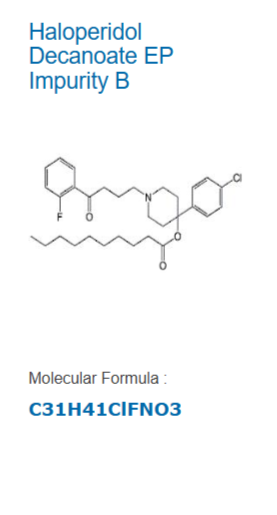 Haloperidol
Decanoate EP
Impurity B
Cl
N
F
O
O
O
Molecular Formula :
C31H41ClFNO3